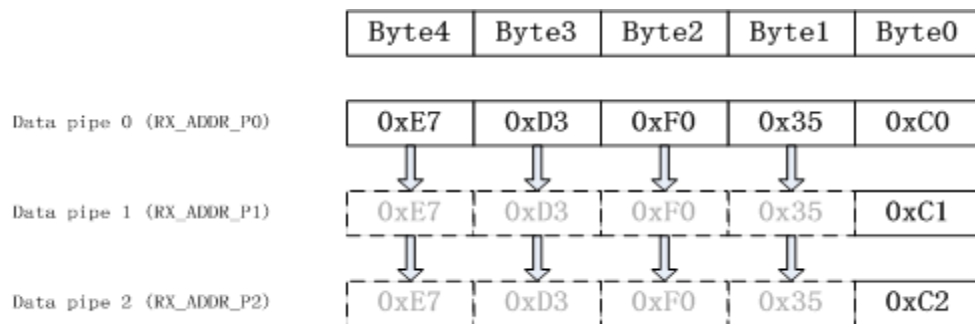 Byte4 Byte3 Byte2 Byte1 Byte0
Data pipe 0 (RX_ADDR_P0) 0xE7 0xD3 0xF0 0x35 0xC0
Data pipe 1 (RX_ADDR_P1) 0xE7 0xD3 0xF0 0x35 0xC1
Data pipe 2 (RX_ADDR_P2) 0xE7 0xD3 0xF0 0x35 0xC2